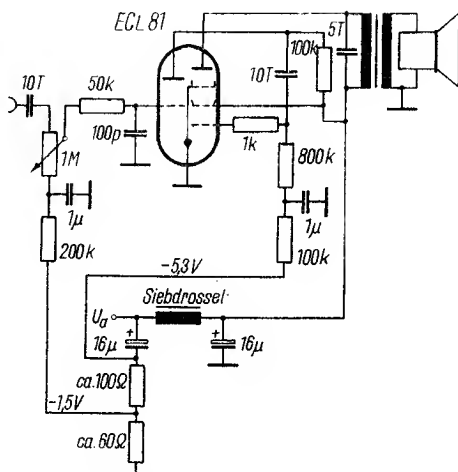 ECL 81
5T
100k
10T
50k
10T
100p
1k
1M
800k
1µ
1µ
200k
100k
−5,3V
Siebdrossel
Ua
+
+
16µ
16µ
ca.100Ω
−1,5V
ca.60Ω